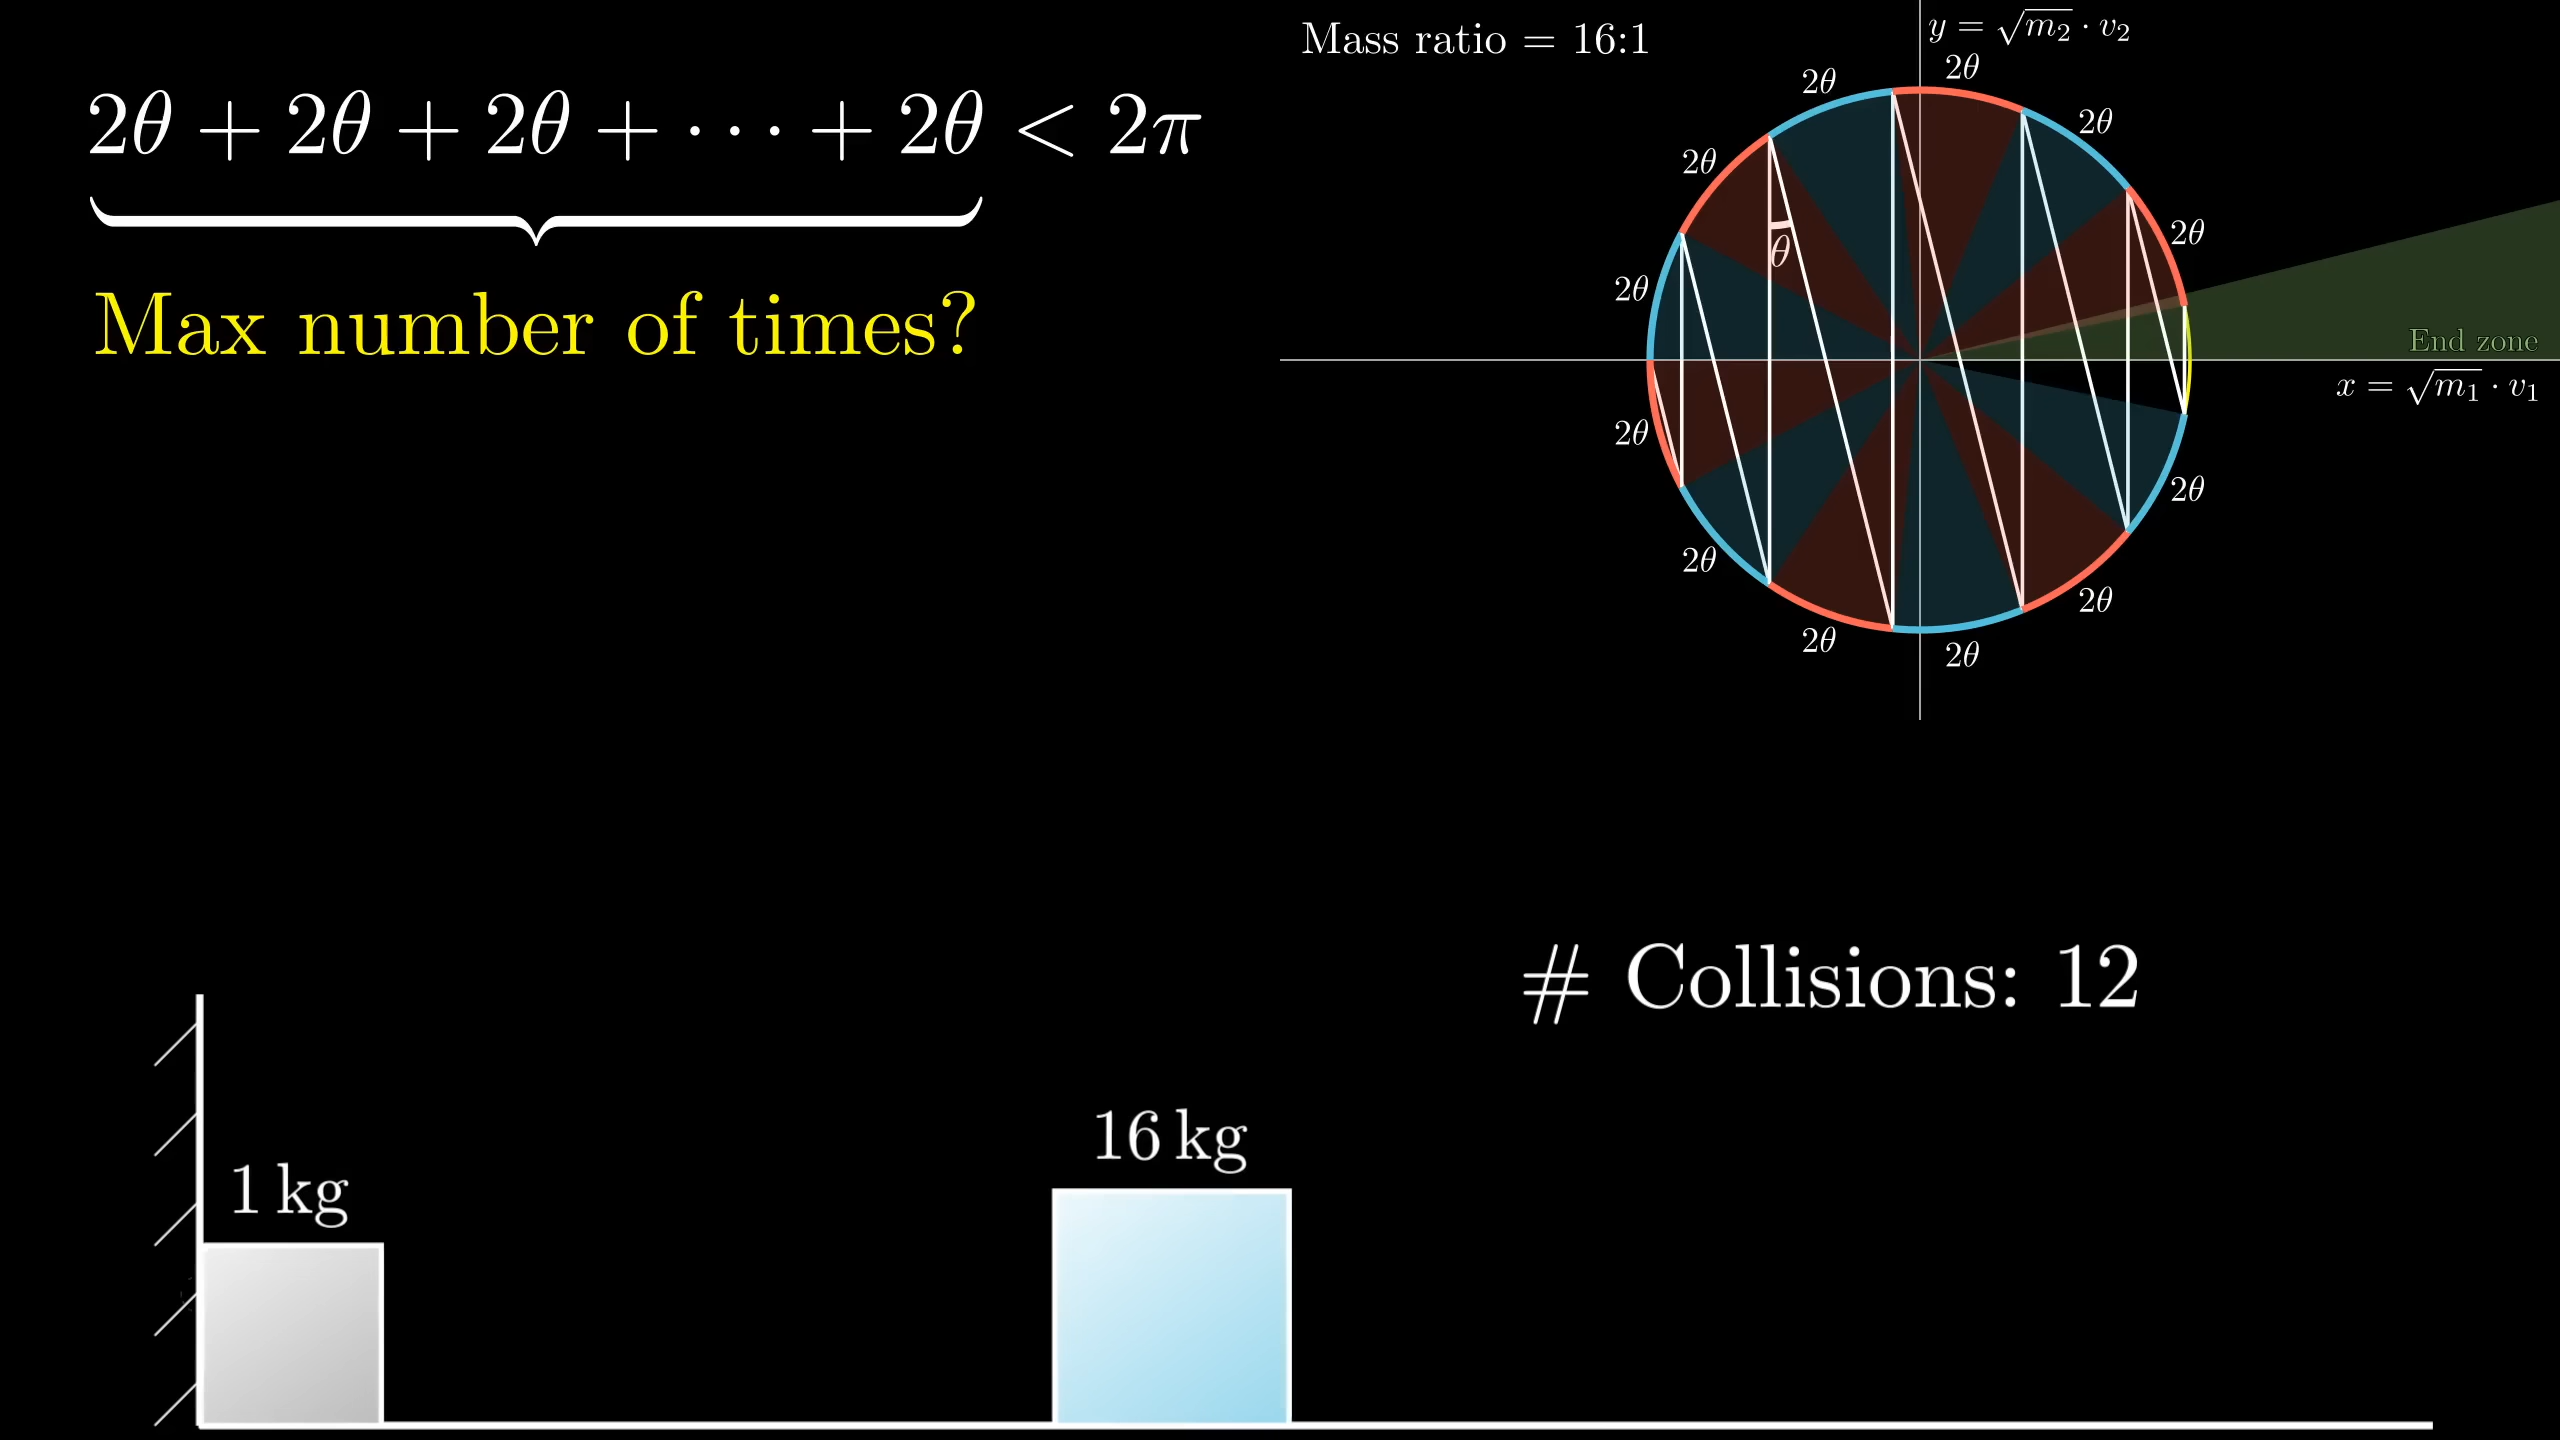 2θ + 2θ + 2θ + ··· + 2θ < 2π
Max number of times?
Mass ratio = 16:1
y = √m₂ · v₂
2θ
2θ
2θ
2θ
2θ
2θ
θ
2θ
End zone
x = √m₁ · v₁
2θ
2θ
2θ
2θ
2θ
2θ
# Collisions: 12
1 kg
16 kg